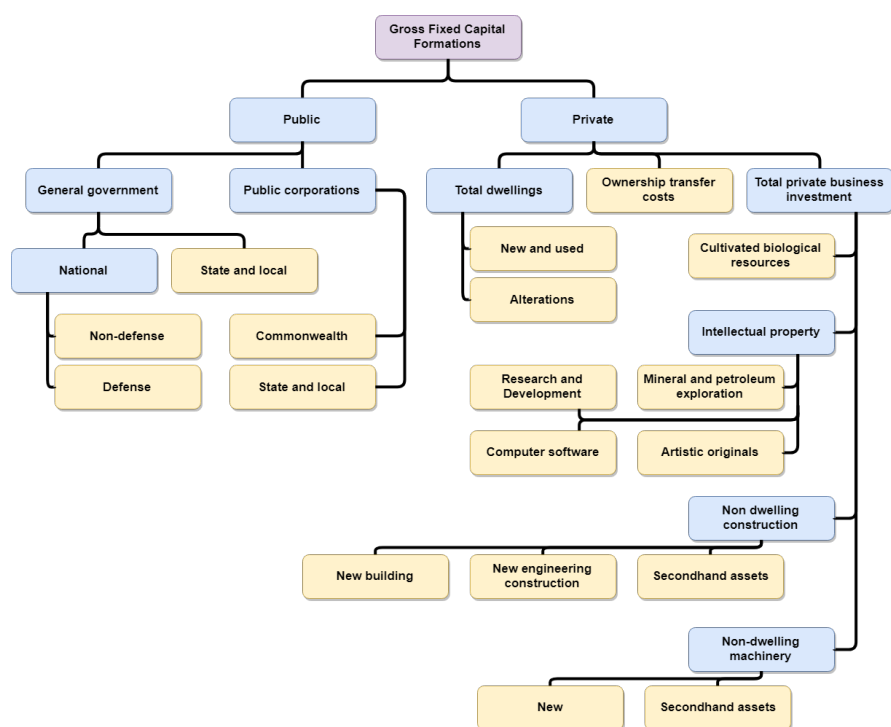 Gross Fixed Capital
Formations
Public
Private
General government
Public corporations
Total dwellings
Ownership transfer
costs
Total private business
investment
National
State and local
New and used
Cultivated biological
resources
Alterations
Non-defense
Commonwealth
Intellectual property
Defense
State and local
Research and
Development
Mineral and petroleum
exploration
Computer software
Artistic originals
Non dwelling
construction
New building
New engineering
construction
Secondhand assets
Non-dwelling
machinery
New
Secondhand assets